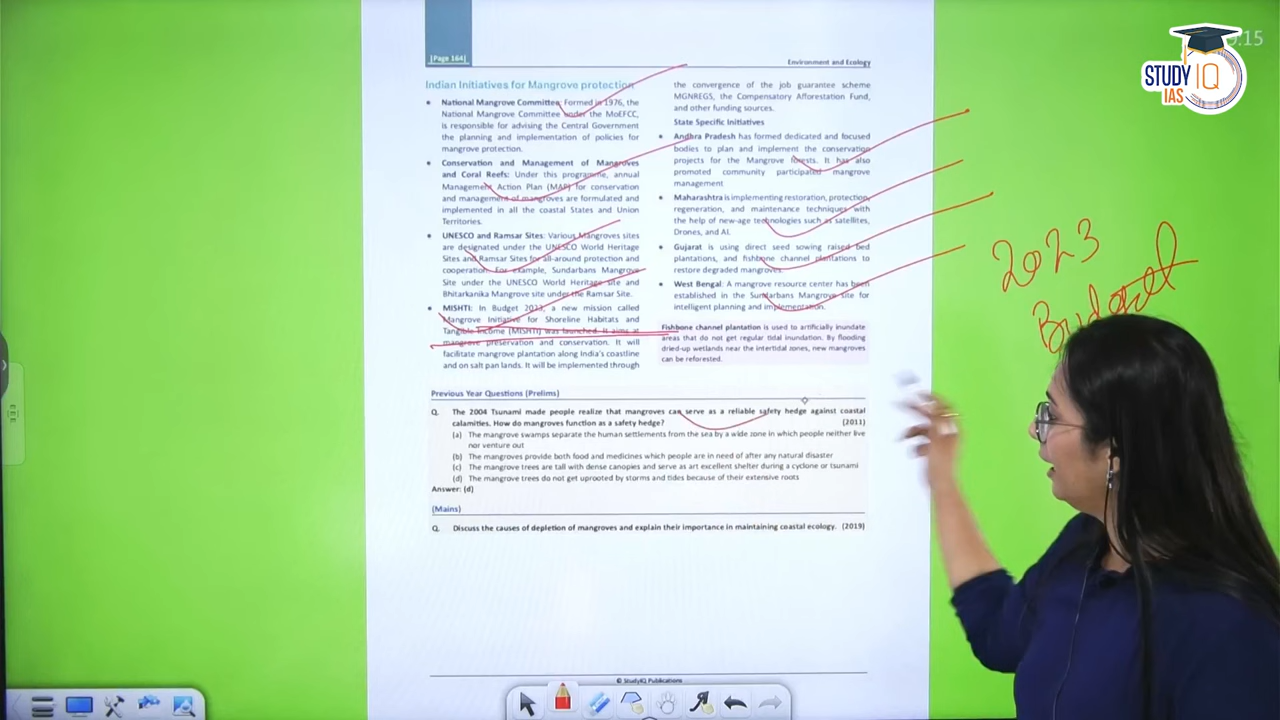 [Page 164]
Environment and Ecology
Indian Initiatives for Mangrove protection
• National Mangrove Committee: Formed in 1976, the
National Mangrove Committee under the MoEFCC,
is responsible for advising the Central Government
the planning and implementation of policies for
mangrove protection.
• Conservation and Management of Mangroves
and Coral Reefs: Under this programme, annual
Management Action Plan (MAP) for conservation
and management of mangroves are formulated and
implemented in all the coastal States and Union
Territories.
• UNESCO and Ramsar Sites: Various Mangroves sites
are designated under the UNESCO World Heritage
Sites and Ramsar Sites for all-around protection and
cooperation. For example, Sundarbans Mangrove
Site under the UNESCO World Heritage site and
Bhitarkanika Mangrove site under the Ramsar Site.
• MISHTI: In Budget 2023, a new mission called
Mangrove Initiative for Shoreline Habitats and
Tangible Income (MISHTI) was launched. It aims at
mangrove preservation and conservation. It will
facilitate mangrove plantation along India's coastline
and on salt pan lands. It will be implemented through
the convergence of the job guarantee scheme
MGNREGS, the Compensatory Afforestation Fund,
and other funding sources.
State Specific Initiatives
• Andhra Pradesh has formed dedicated and focused
bodies to plan and implement the conservation
projects for the Mangrove forests. It has also
promoted community participated mangrove
management
• Maharashtra is implementing restoration, protection,
regeneration, and maintenance techniques with
the help of new-age technologies such as satellites,
Drones, and AI.
• Gujarat is using direct seed sowing raised bed
plantations, and fishbone channel plantations to
restore degraded mangroves.
• West Bengal: A mangrove resource center has been
established in the Sundarbans Mangrove site for
intelligent planning and implementation.
Fishbone channel plantation is used to artificially inundate
areas that do not get regular tidal inundation. By flooding
dried-up wetlands near the intertidal zones, new mangroves
can be reforested.
Previous Year Questions (Prelims)
Q. The 2004 Tsunami made people realize that mangroves can serve as a reliable safety hedge against coastal
calamities. How do mangroves function as a safety hedge? (2011)
(a) The mangrove swamps separate the human settlements from the sea by a wide zone in which people neither live
nor venture out
(b) The mangroves provide both food and medicines which people are in need of after any natural disaster
(c) The mangrove trees are tall with dense canopies and serve as art excellent shelter during a cyclone or tsunami
(d) The mangrove trees do not get uprooted by storms and tides because of their extensive roots
Answer: (d)
(Mains)
Q. Discuss the causes of depletion of mangroves and explain their importance in maintaining coastal ecology. (2019)
© StudyIQ Publications
2023
Budget
STUDY IQ
IAS